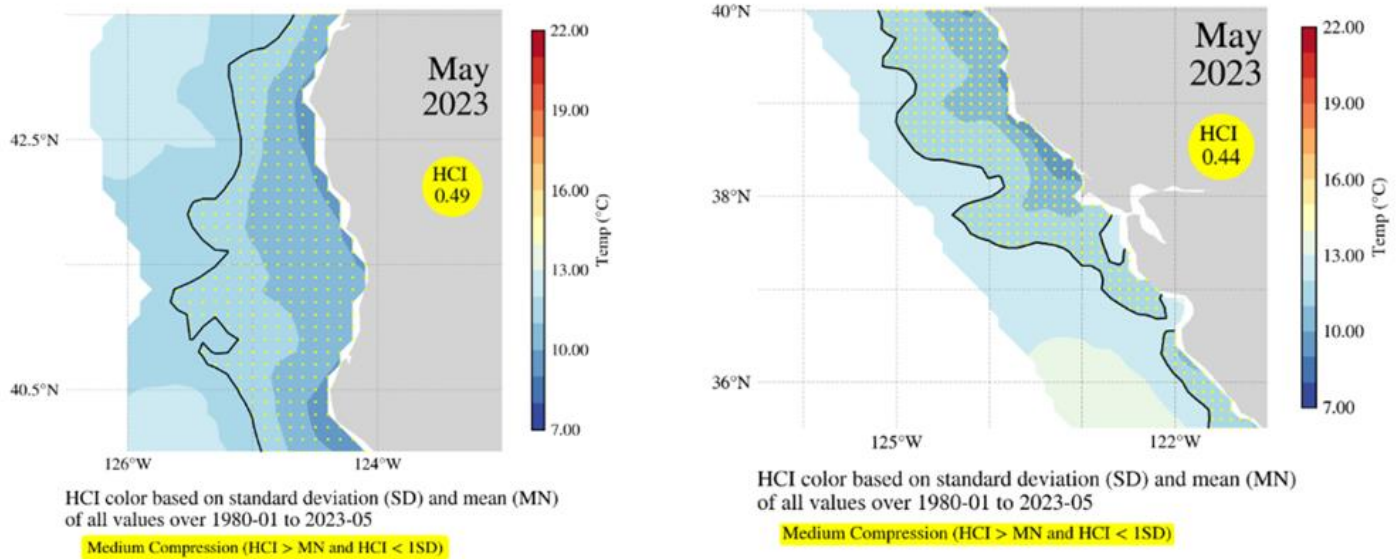 May
2023
HCI
0.49
42.5°N
40.5°N
126°W
124°W
22.00
19.00
16.00
13.00
10.00
7.00
Temp (°C)
HCI color based on standard deviation (SD) and mean (MN)
of all values over 1980-01 to 2023-05
Medium Compression (HCI > MN and HCI < 1SD)
40°N
38°N
36°N
125°W
122°W
May
2023
HCI
0.44
22.00
19.00
16.00
13.00
10.00
7.00
Temp (°C)
HCI color based on standard deviation (SD) and mean (MN)
of all values over 1980-01 to 2023-05
Medium Compression (HCI > MN and HCI < 1SD)